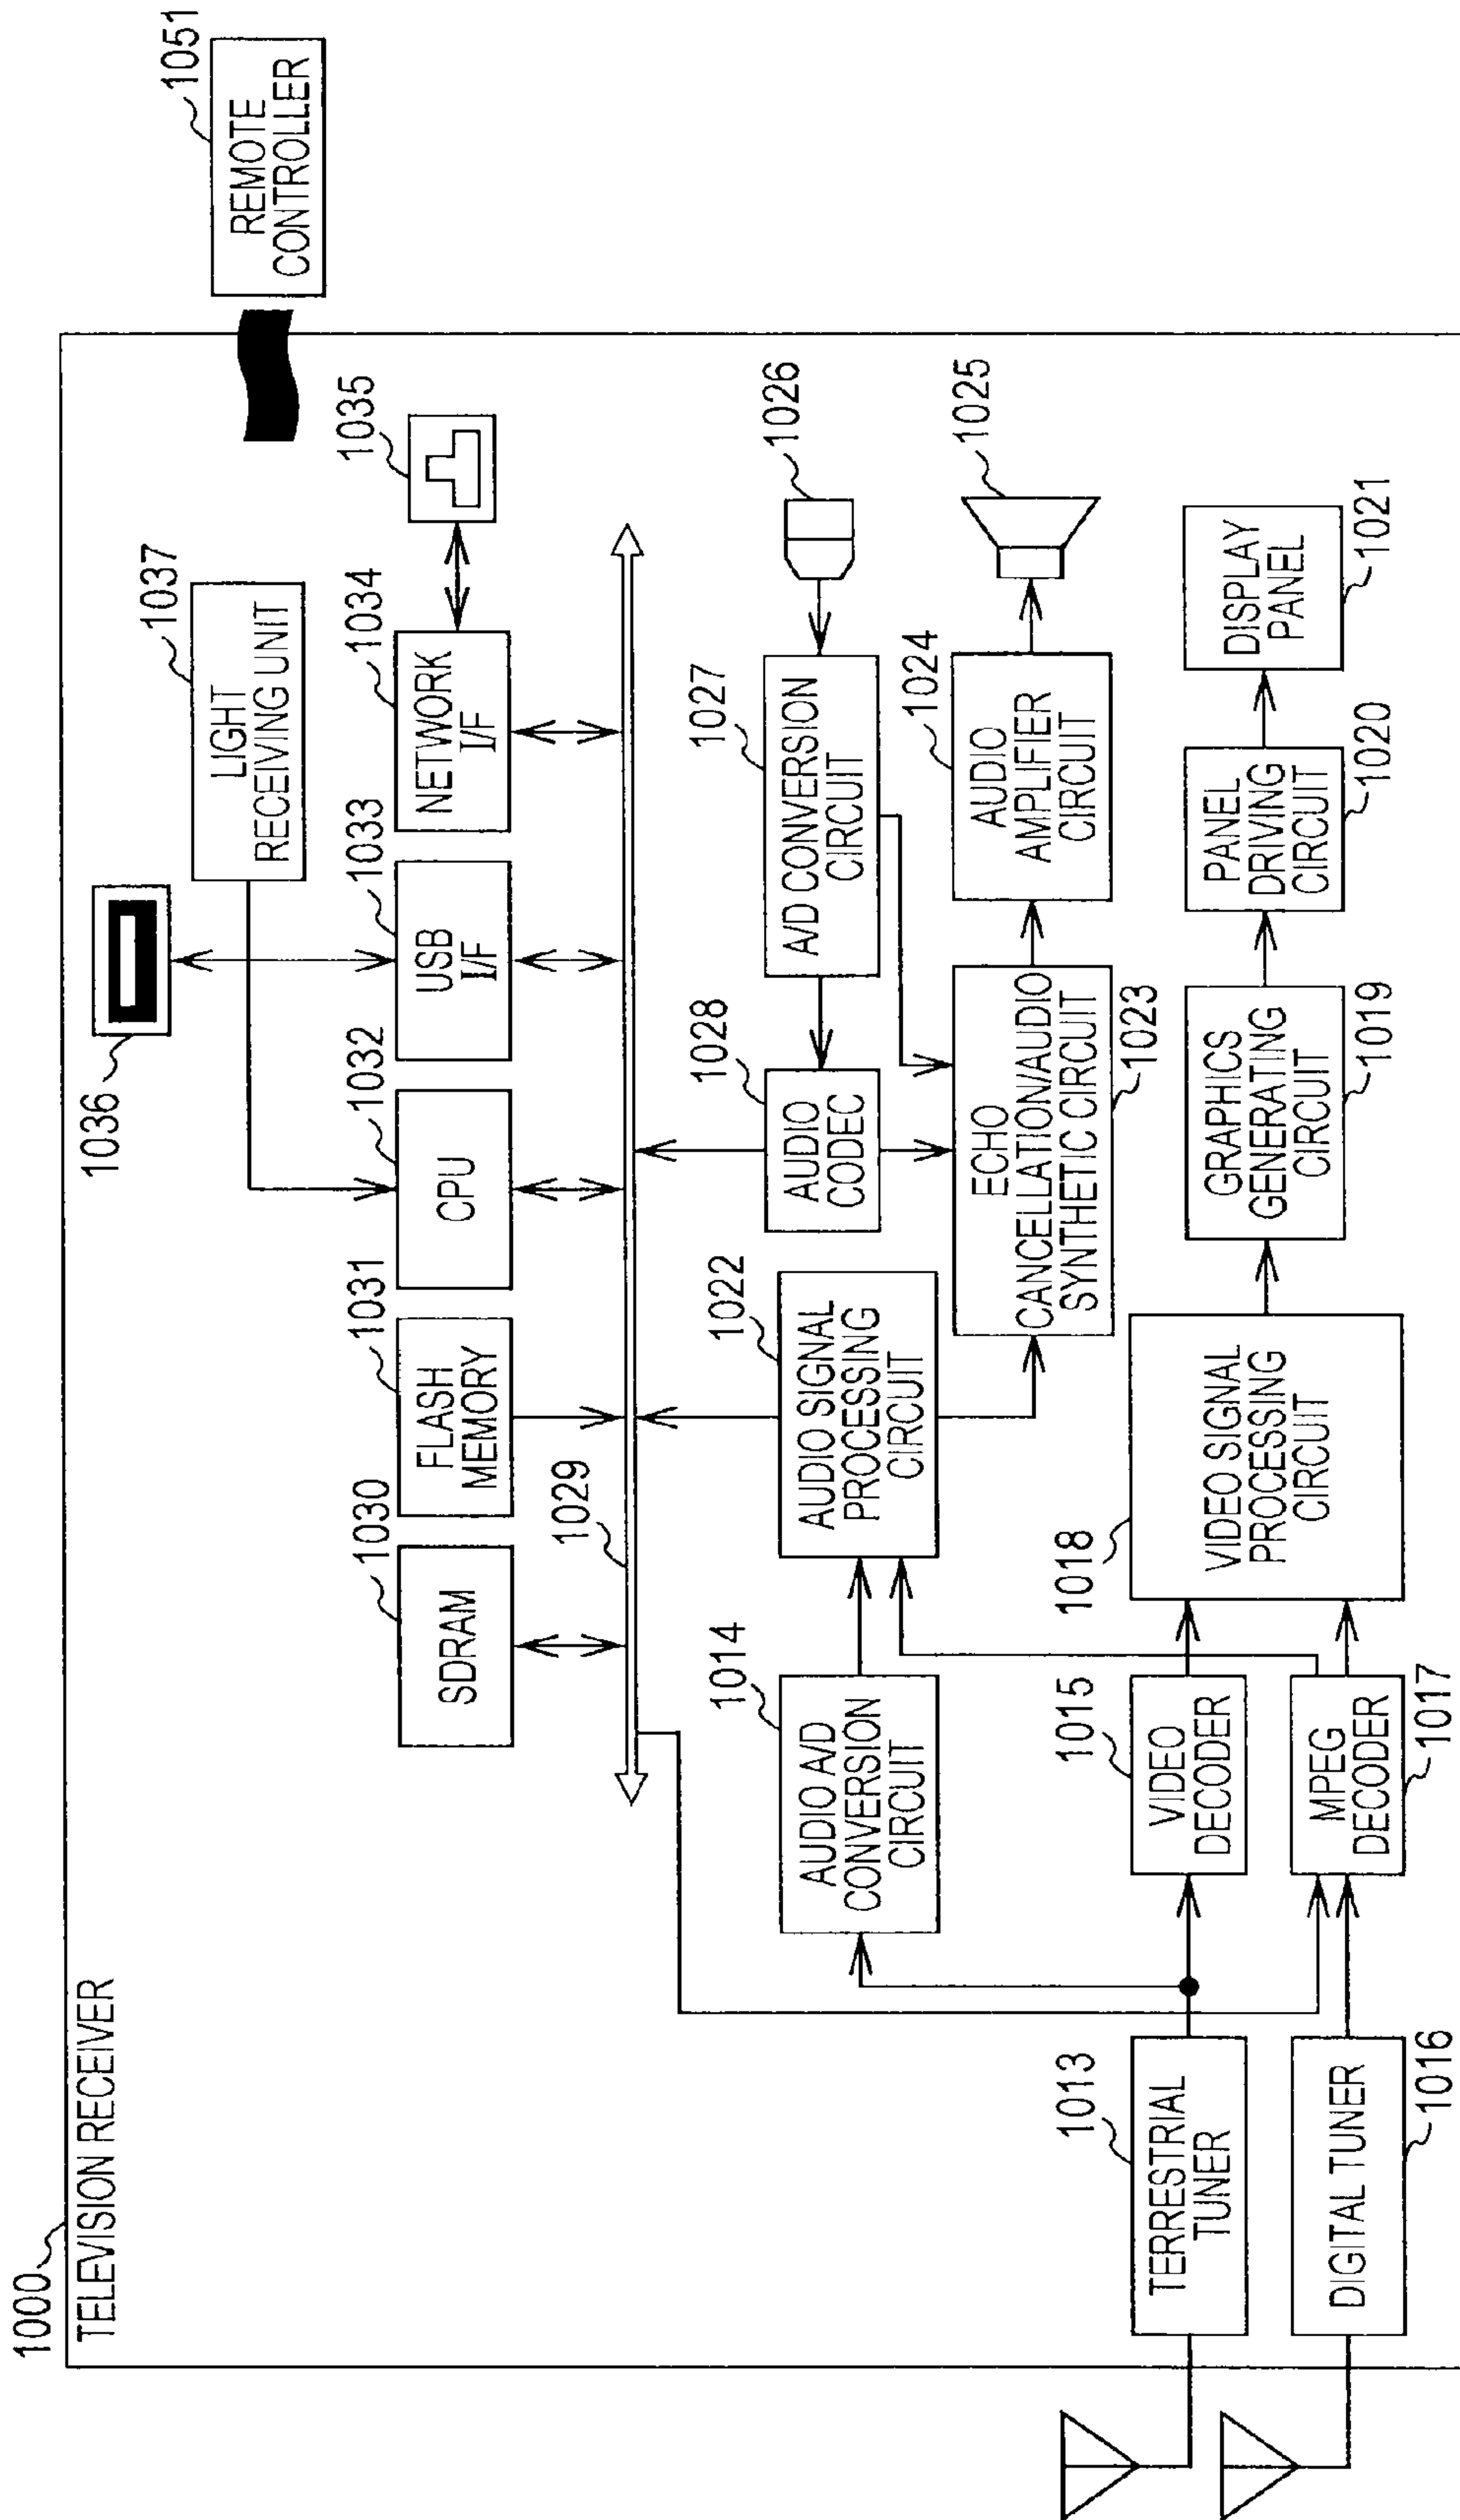 1000
TELEVISION RECEIVER
1051
REMOTE
CONTROLLER
1036
1037
LIGHT
RECEIVING UNIT
1030
SDRAM
1031
FLASH
MEMORY
1032
CPU
1033
USB
I/F
1034
NETWORK
I/F
1035
1029
1014
AUDIO A/D
CONVERSION
CIRCUIT
1022
AUDIO SIGNAL
PROCESSING
CIRCUIT
1028
AUDIO
CODEC
1027
A/D CONVERSION
CIRCUIT
1026
ECHO
CANCELLATION/AUDIO
SYNTHETIC CIRCUIT
1023
1024
AUDIO
AMPLIFIER
CIRCUIT
1025
1013
TERRESTRIAL
TUNER
1015
VIDEO
DECODER
1018
VIDEO SIGNAL
PROCESSING
CIRCUIT
GRAPHICS
GENERATING
CIRCUIT
1019
PANEL
DRIVING
CIRCUIT
1020
DISPLAY
PANEL
1021
DIGITAL TUNER
1016
MPEG
DECODER
1017